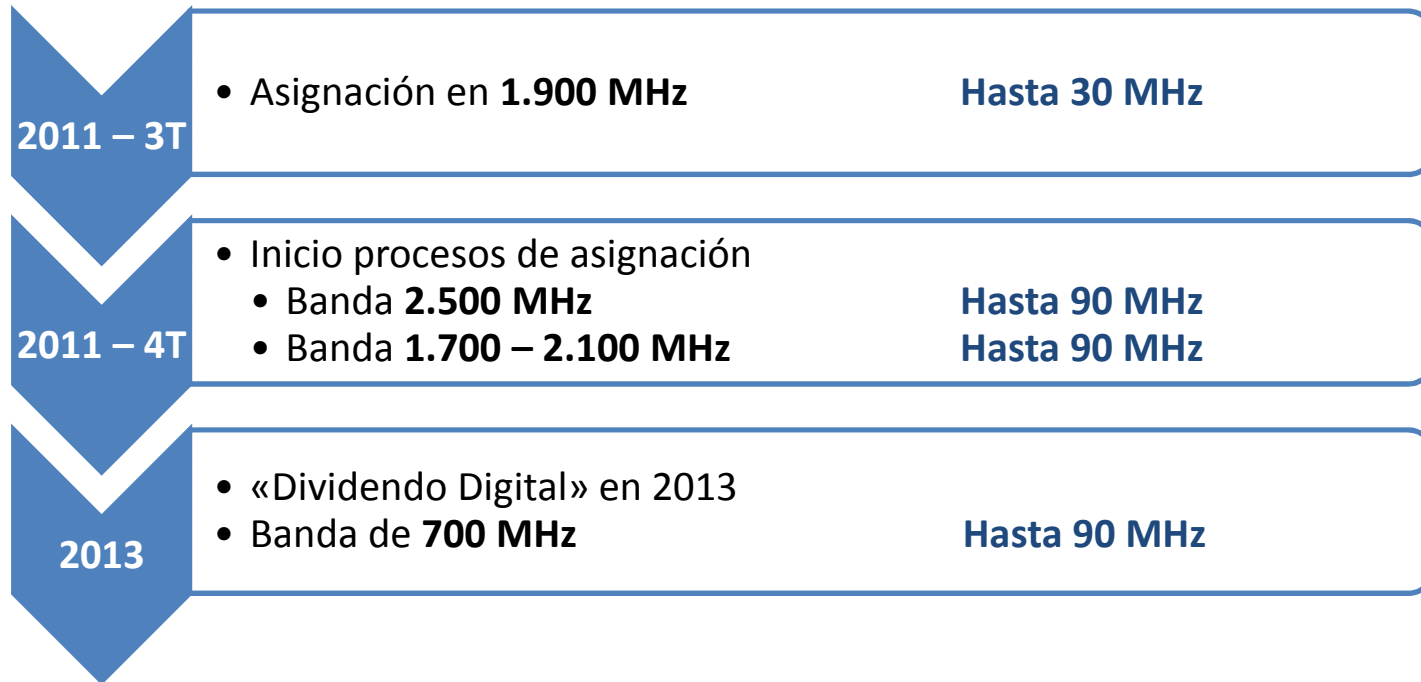 2011 – 3T
• Asignación en 1.900 MHz Hasta 30 MHz
2011 – 4T
• Inicio procesos de asignación
• Banda 2.500 MHz Hasta 90 MHz
• Banda 1.700 – 2.100 MHz Hasta 90 MHz
2013
• «Dividendo Digital» en 2013
• Banda de 700 MHz Hasta 90 MHz